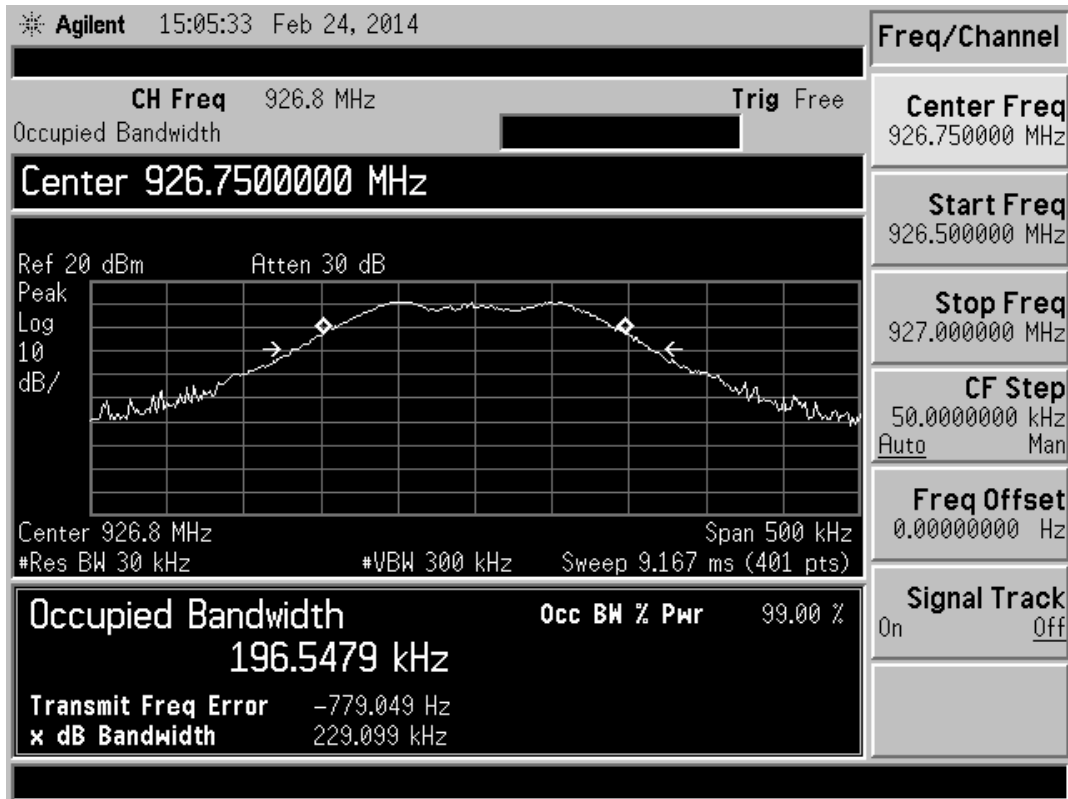 Agilent 15:05:33 Feb 24, 2014
Freq/Channel
CH Freq 926.8 MHz Trig Free
Occupied Bandwidth
Center 926.7500000 MHz
Ref 20 dBm Atten 30 dB
Peak
Log
10
dB/
Center 926.8 MHz Span 500 kHz
#Res BW 30 kHz #VBW 300 kHz Sweep 9.167 ms (401 pts)
Occupied Bandwidth Occ BW % Pwr 99.00 %
196.5479 kHz
Transmit Freq Error -779.049 Hz
x dB Bandwidth 229.099 kHz
Center Freq
926.750000 MHz
Start Freq
926.500000 MHz
Stop Freq
927.000000 MHz
CF Step
50.0000000 kHz
Auto Man
Freq Offset
0.00000000 Hz
Signal Track
On Off